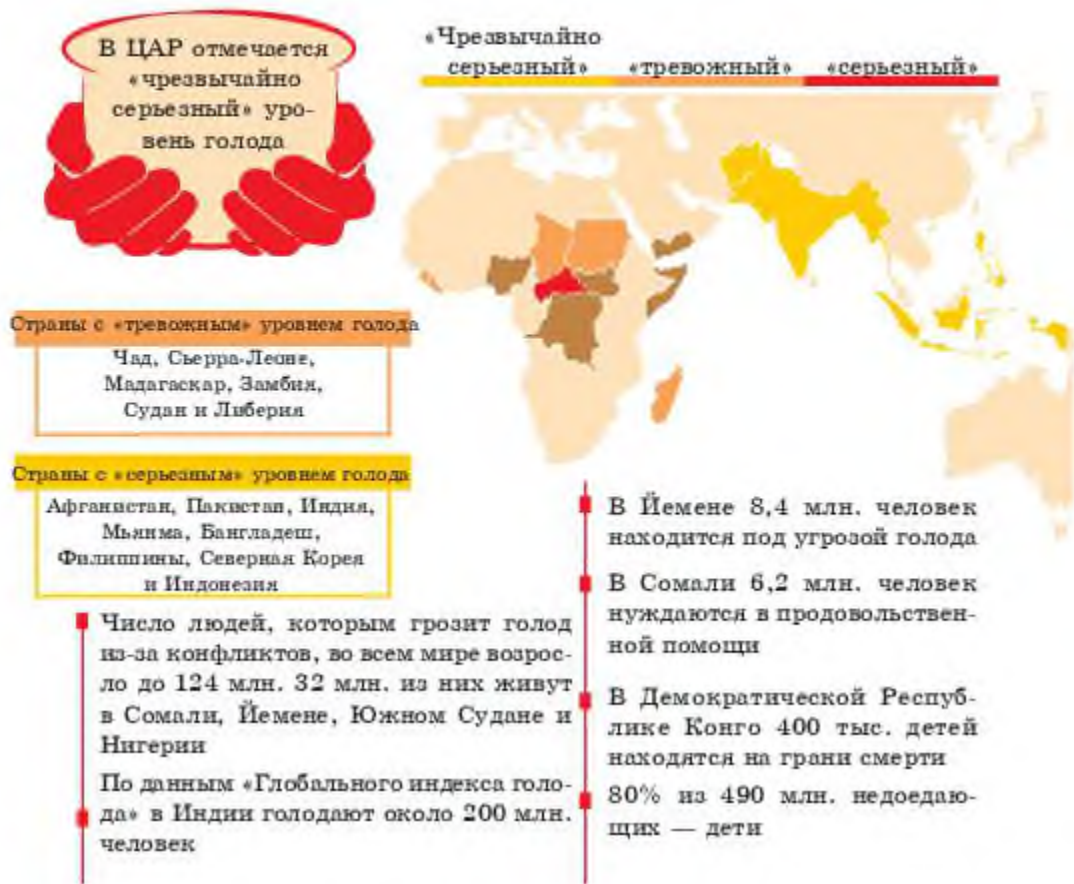 В ЦАР отмечается
«чрезвычайно
серьезный» уро-
вень голода
«Чрезвычайно
серьезный»
«тревожный»
«серьезный»
Страны с «тревожным» уровнем голода
Чад, Сьерра-Леоне,
Мадагаскар, Замбия,
Судан и Либерия
Страны с «серьезным» уровнем голода
Афганистан, Пакистан, Индия,
Мьянма, Бангладеш,
Филиппины, Северная Корея
и Индонезия
Число людей, которым грозит голод
из-за конфликтов, во всем мире возрос-
ло до 124 млн. 32 млн. из них живут
в Сомали, Йемене, Южном Судане и
Нигерии
По данным «Глобального индекса голо-
да» в Индии голодают около 200 млн.
человек
В Йемене 8,4 млн. человек
находится под угрозой голода
В Сомали 6,2 млн. человек
нуждаются в продовольствен-
ной помощи
В Демократической Респуб-
лике Конго 400 тыс. детей
находятся на грани смерти
80% из 490 млн. недоедаю-
щих — дети